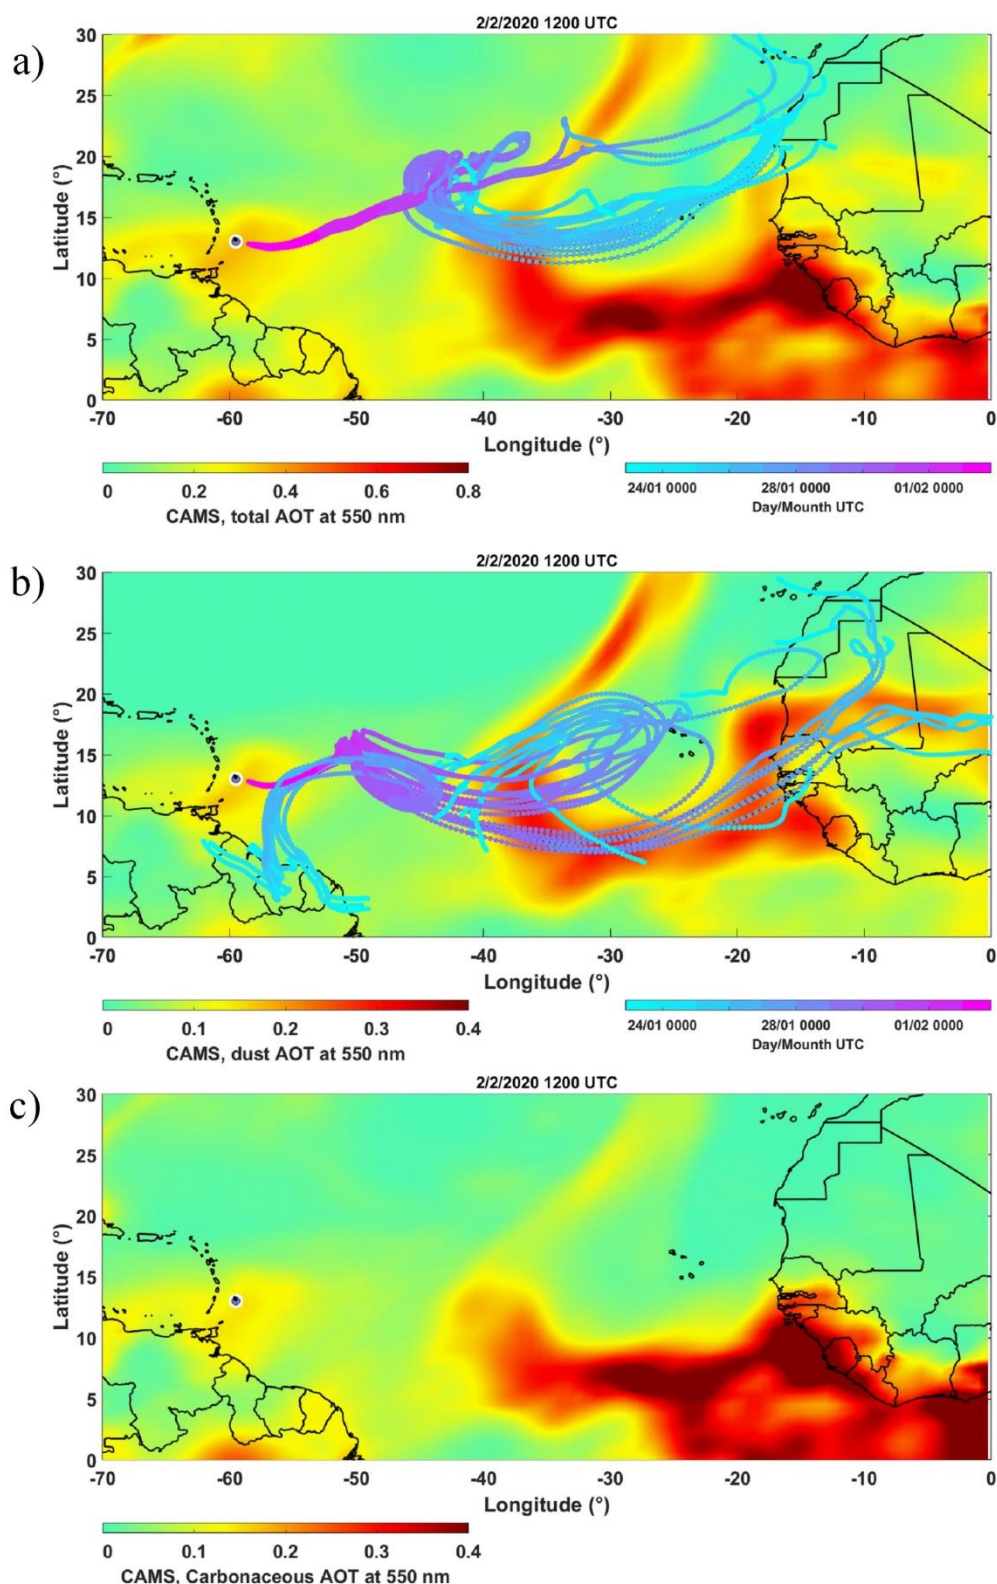 a)
2/2/2020 1200 UTC
30
25
20
15
10
5
0
Latitude (°)
-70 -60 -50 -40 -30 -20 -10 0
Longitude (°)
0 0.2 0.4 0.6 0.8
CAMS, total AOT at 550 nm
24/01 0000 28/01 0000 01/02 0000
Day/Mounth UTC
b)
2/2/2020 1200 UTC
30
25
20
15
10
5
0
Latitude (°)
-70 -60 -50 -40 -30 -20 -10 0
Longitude (°)
0 0.1 0.2 0.3 0.4
CAMS, dust AOT at 550 nm
24/01 0000 28/01 0000 01/02 0000
Day/Mounth UTC
c)
2/2/2020 1200 UTC
30
25
20
15
10
5
0
Latitude (°)
-70 -60 -50 -40 -30 -20 -10 0
Longitude (°)
0 0.1 0.2 0.3 0.4
CAMS, Carbonaceous AOT at 550 nm